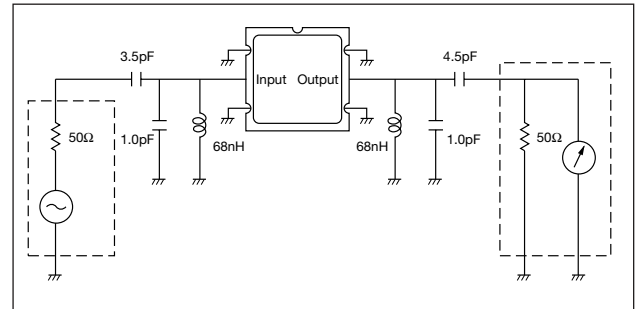 3.5pF
4.5pF
Input Output
50Ω
1.0pF
68nH
68nH
1.0pF
50Ω